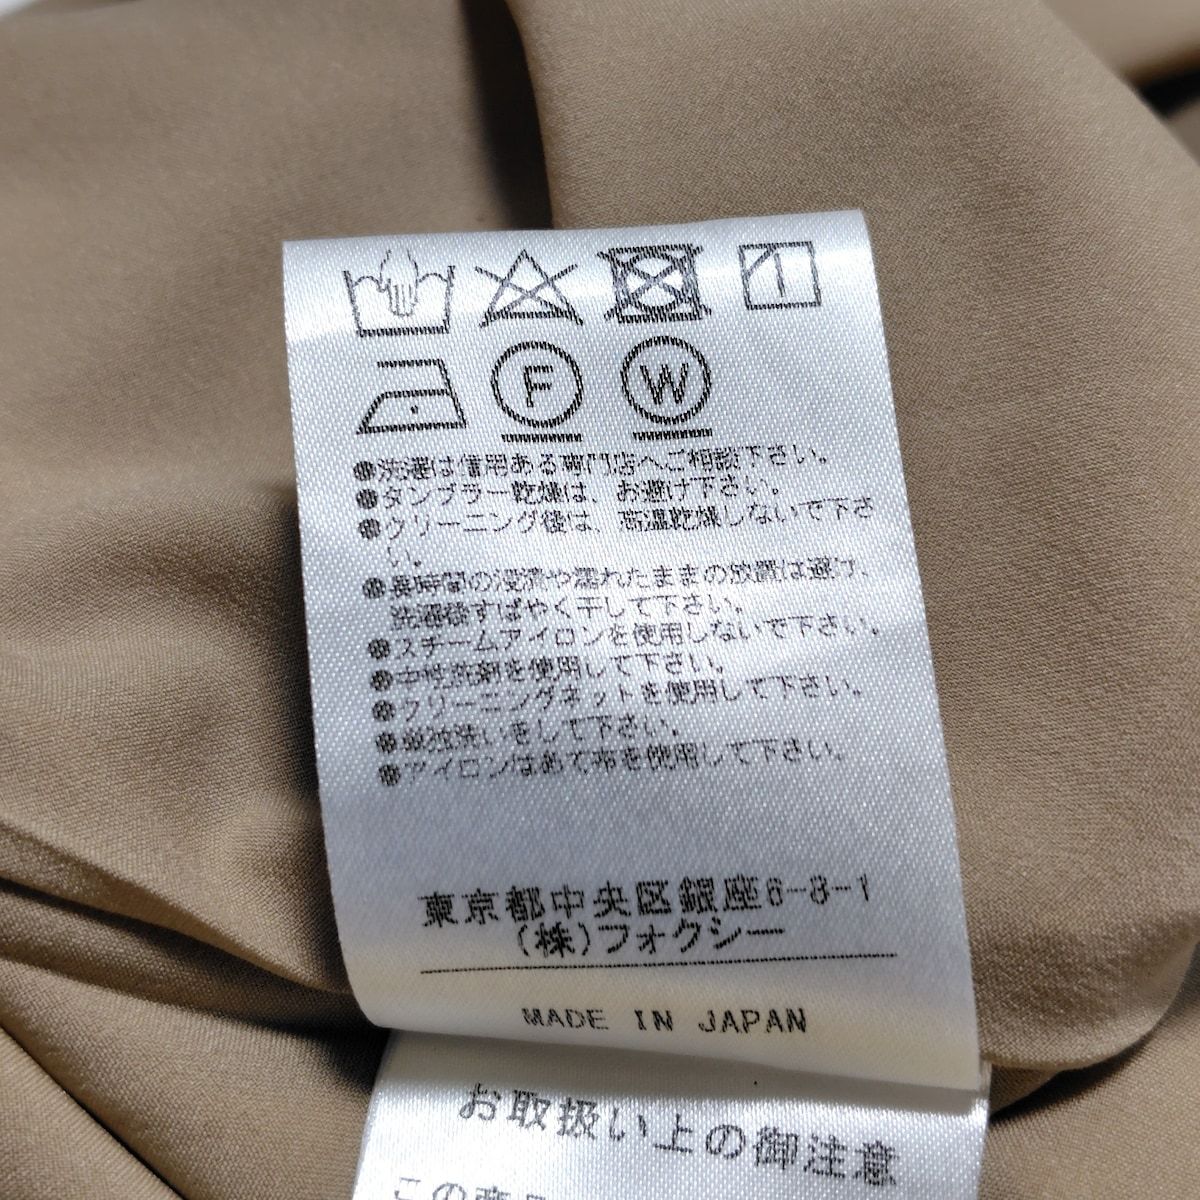 F W
●洗濯は信用ある専門店へご相談下さい。
●タンブラー乾燥は、お避け下さい。
●クリーニング後は、高温乾燥しないで下さ
い。
●長時間の浸漬や濡れたままの放置は避け、
洗濯後すばやく干して下さい。
●スチームアイロンを使用しないで下さい。
●中性洗剤を使用して下さい。
●クリーニングネットを使用して下さい。
●単独洗いをして下さい。
●アイロンはあて布を使用して下さい。
東京都中央区銀座6-8-1
(株)フォクシー
MADE IN JAPAN
お取扱い上の御注意
この商品